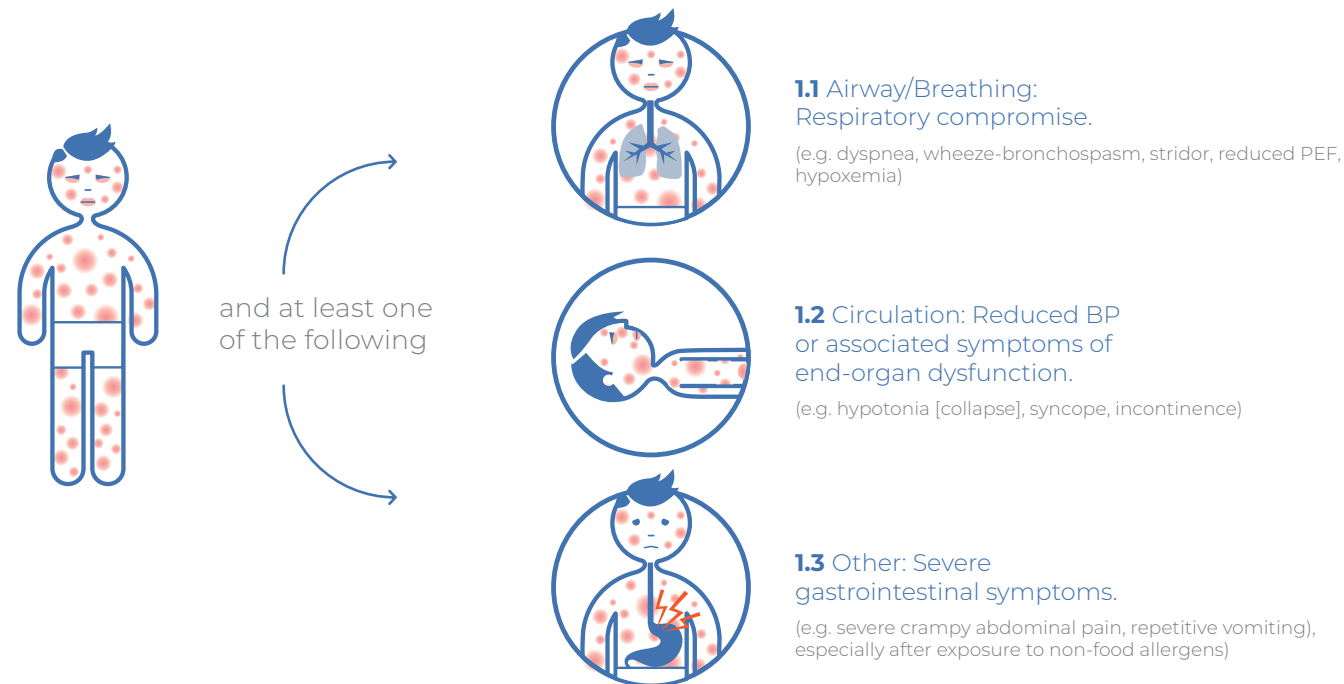 and at least one
of the following
1.1 Airway/Breathing:
Respiratory compromise.
(e.g. dyspnea, wheeze-bronchospasm, stridor, reduced PEF,
hypoxemia)
1.2 Circulation: Reduced BP
or associated symptoms of
end-organ dysfunction.
(e.g. hypotonia [collapse], syncope, incontinence)
1.3 Other: Severe
gastrointestinal symptoms.
(e.g. severe crampy abdominal pain, repetitive vomiting),
especially after exposure to non-food allergens)